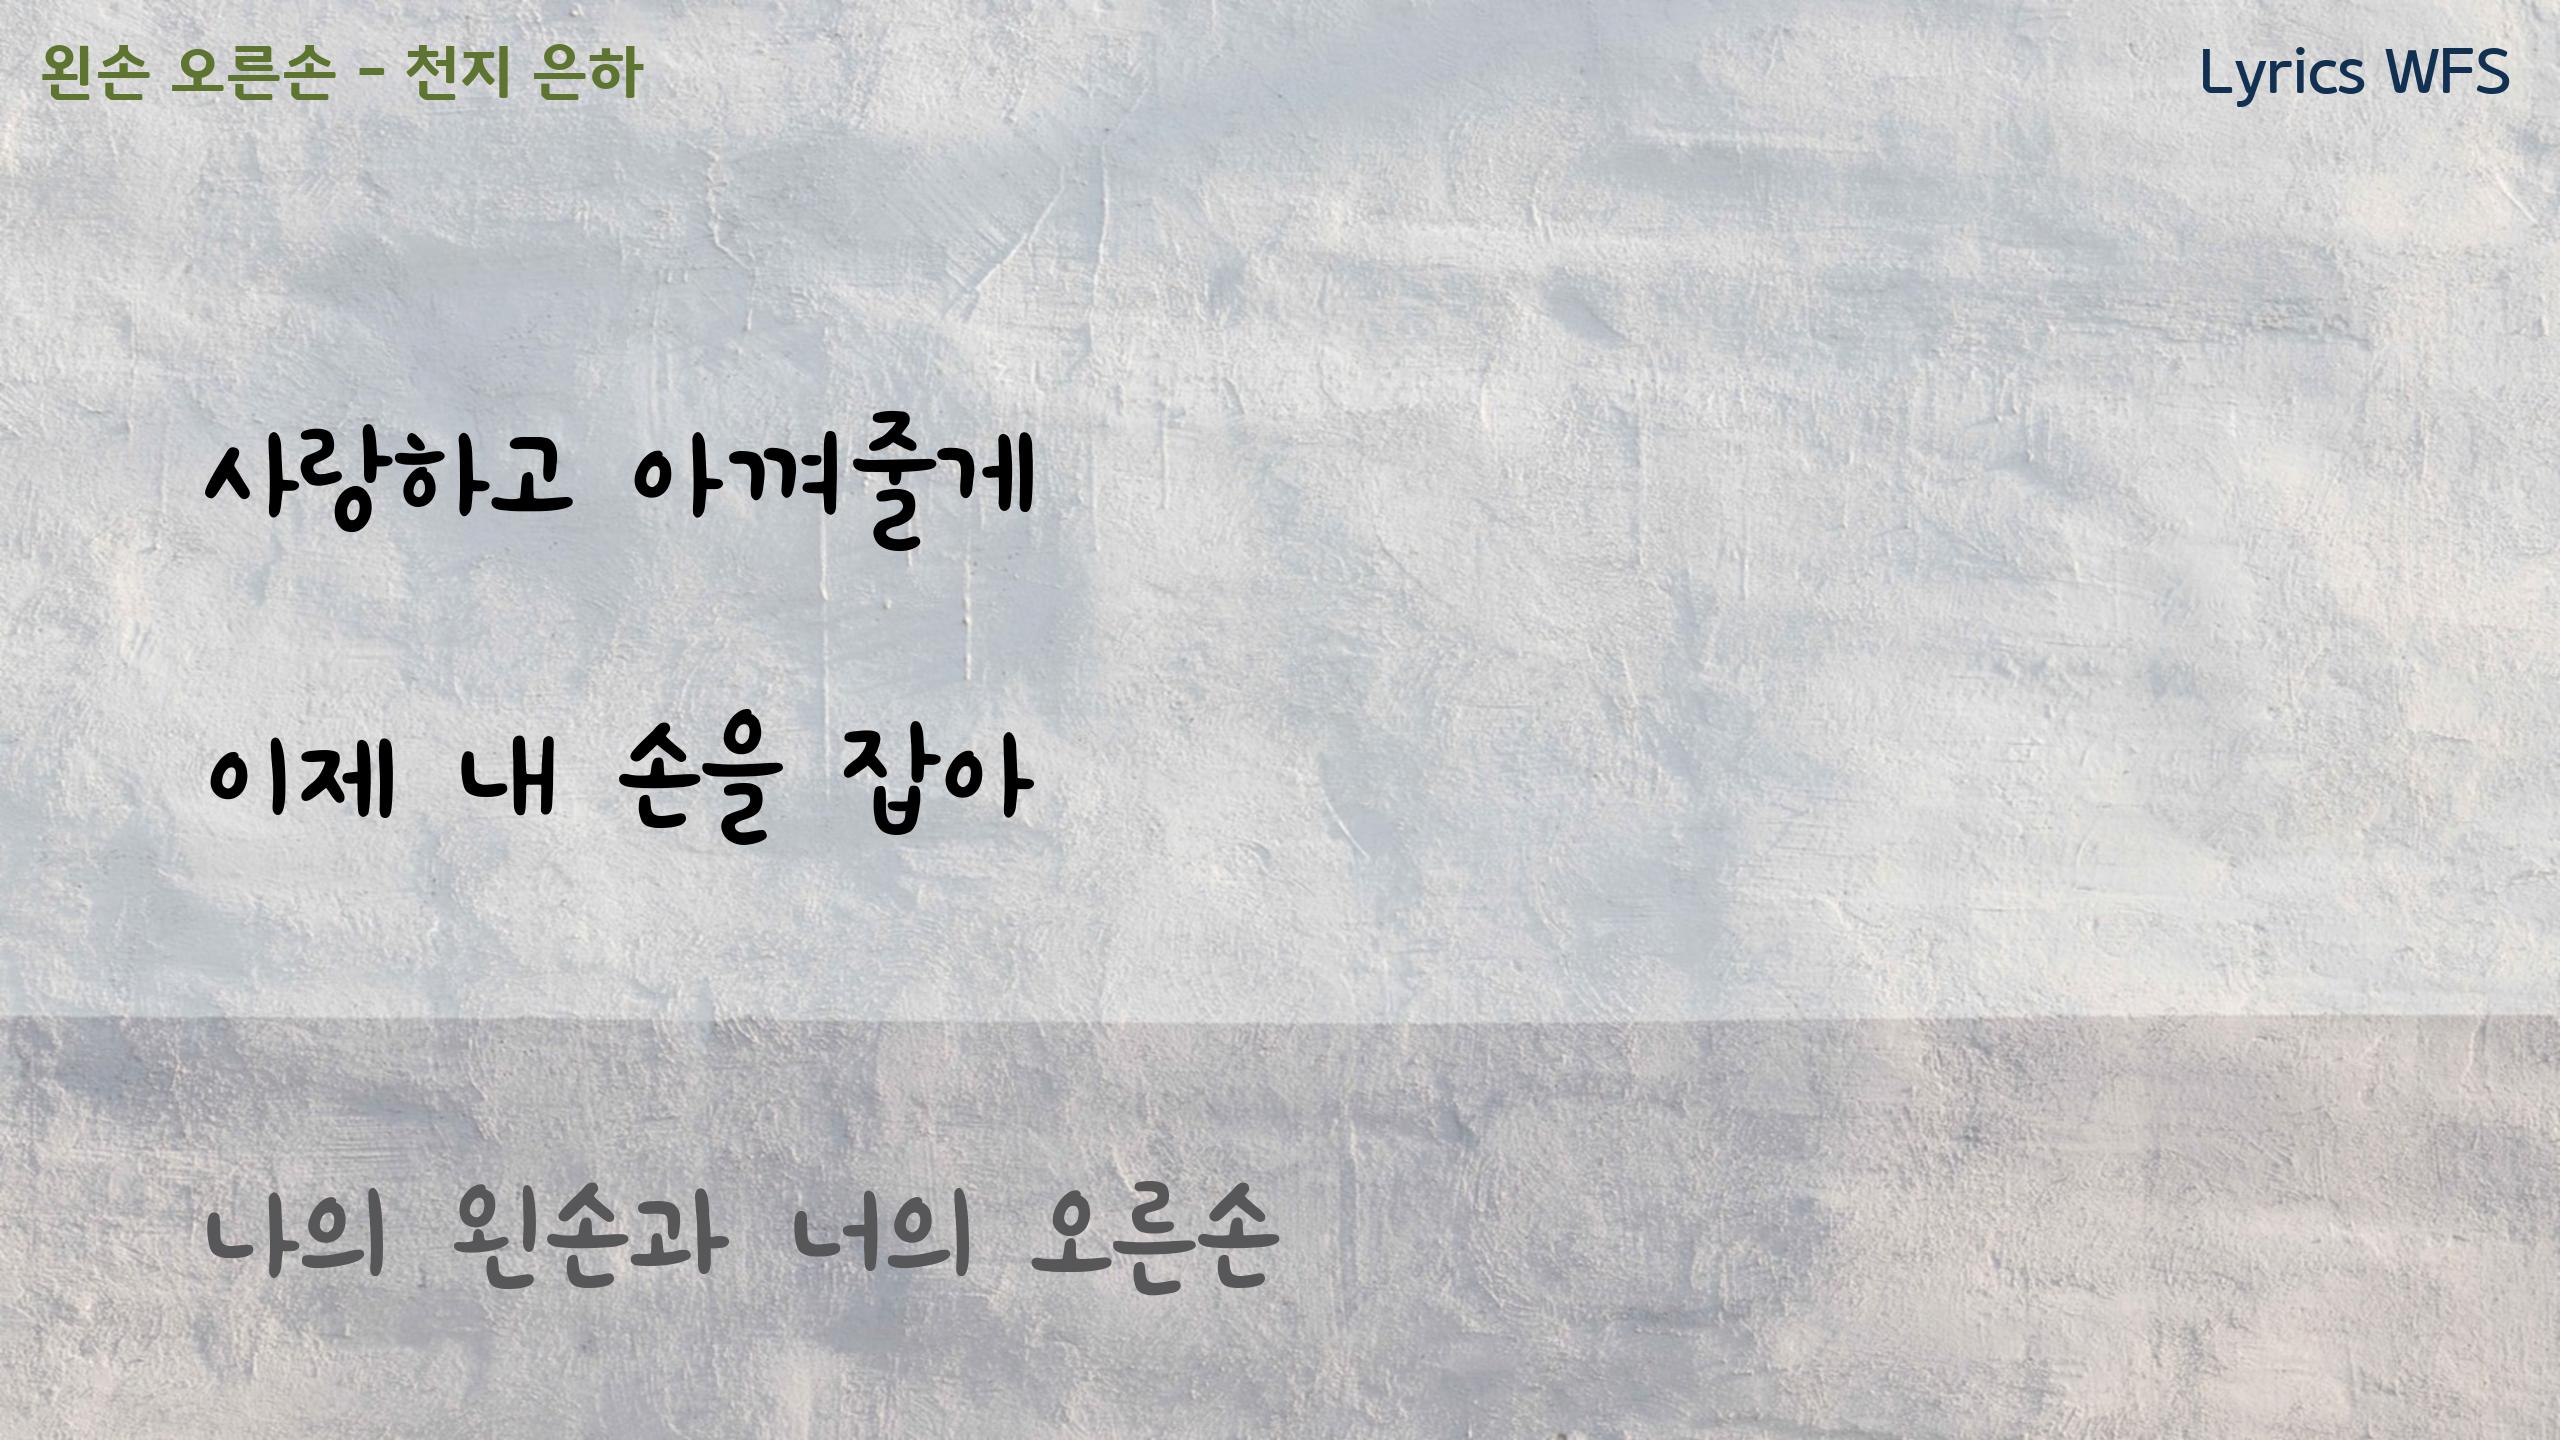 왼손 오른손 - 천지 은하
Lyrics WFS
사랑하고 아껴줄게
이제 내 손을 잡아
나의 왼손과 너의 오른손